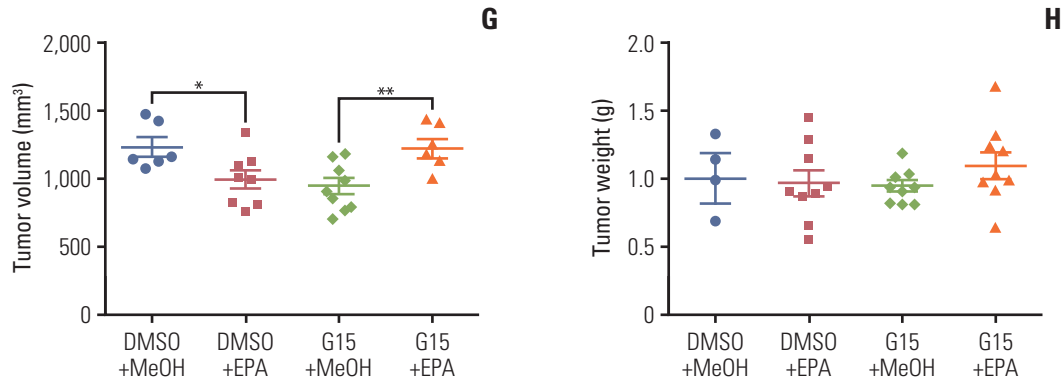 G
Tumor volume (mm³)
2,000
1,500
1,000
500
0
*
**
DMSO
+MeOH
DMSO
+EPA
G15
+MeOH
G15
+EPA
H
Tumor weight (g)
2.0
1.5
1.0
0.5
0
DMSO
+MeOH
DMSO
+EPA
G15
+MeOH
G15
+EPA